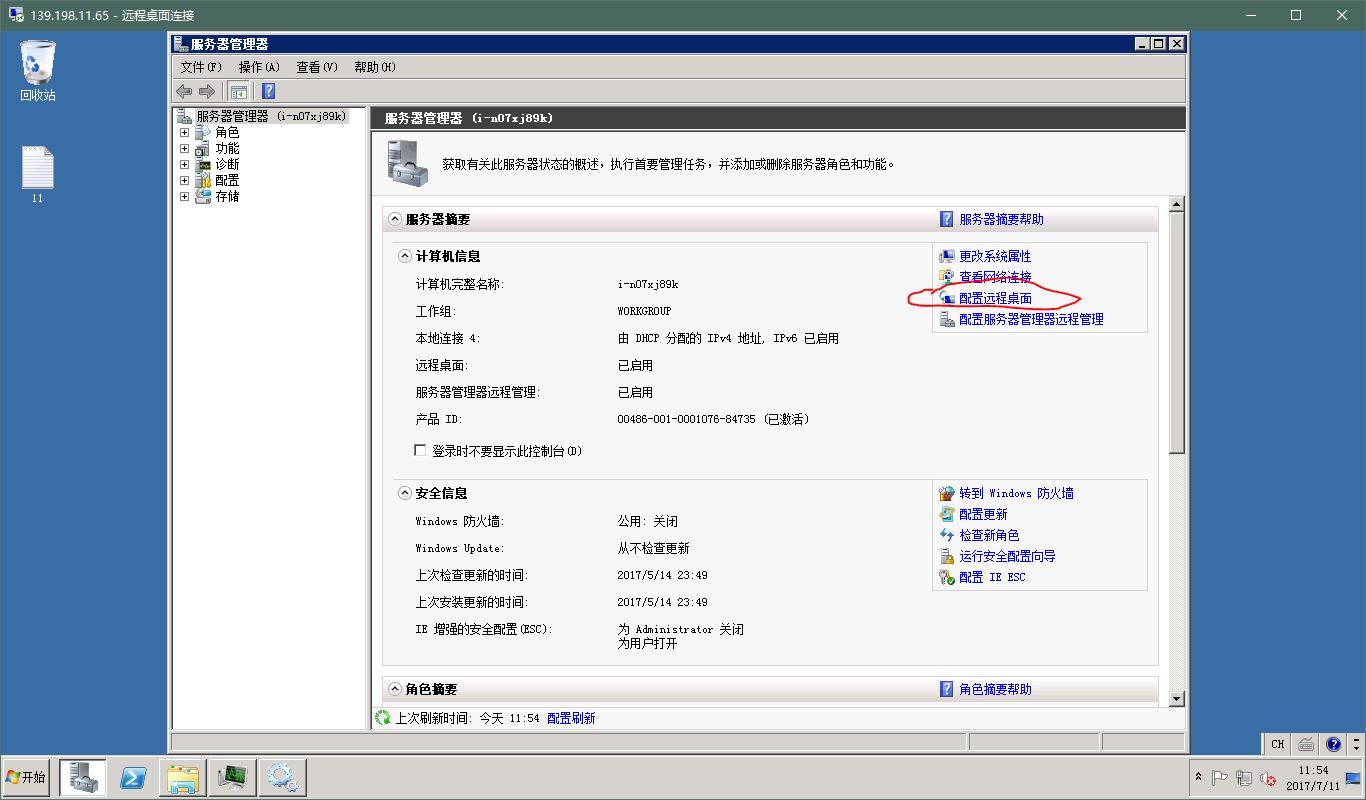 139.198.11.65 - 远程桌面连接
回收站
11
服务器管理器
文件(F) 操作(A) 查看(V) 帮助(H)
服务器管理器 (i-n07xj89k)
角色
功能
诊断
配置
存储
服务器管理器 (i-n07xj89k)
获取有关此服务器状态的概述，执行首要管理任务，并添加或删除服务器角色和功能。
服务器摘要
服务器摘要帮助
计算机信息
计算机完整名称: i-n07xj89k
工作组: WORKGROUP
本地连接 4: 由 DHCP 分配的 IPv4 地址, IPv6 已启用
远程桌面: 已启用
服务器管理器远程管理: 已启用
产品 ID: 00486-001-0001076-84735 (已激活)
登录时不要显示此控制台(D)
更改系统属性
查看网络连接
配置远程桌面
配置服务器管理器远程管理
安全信息
Windows 防火墙: 公用: 关闭
Windows Update: 从不检查更新
上次检查更新的时间: 2017/5/14 23:49
上次安装更新的时间: 2017/5/14 23:49
IE 增强的安全配置(ESC): 为 Administrator 关闭
为用户打开
转到 Windows 防火墙
配置更新
检查新角色
运行安全配置向导
配置 IE ESC
角色摘要
角色摘要帮助
上次刷新时间: 今天 11:54 配置刷新
CH
开始
11:54
2017/7/11